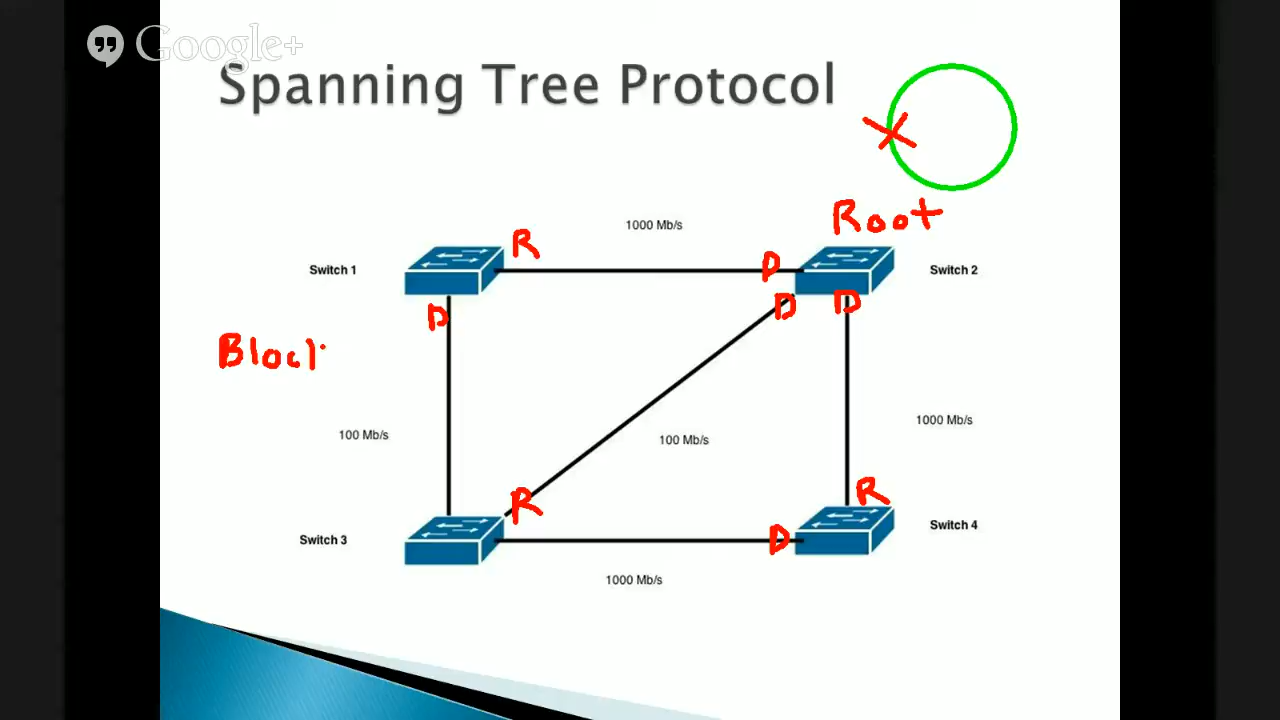 Google+
Spanning Tree Protocol
Root
1000 Mb/s
R
D
Switch 1
Switch 2
D
D
D
Block
100 Mb/s
100 Mb/s
1000 Mb/s
R
R
Switch 3
D
Switch 4
1000 Mb/s